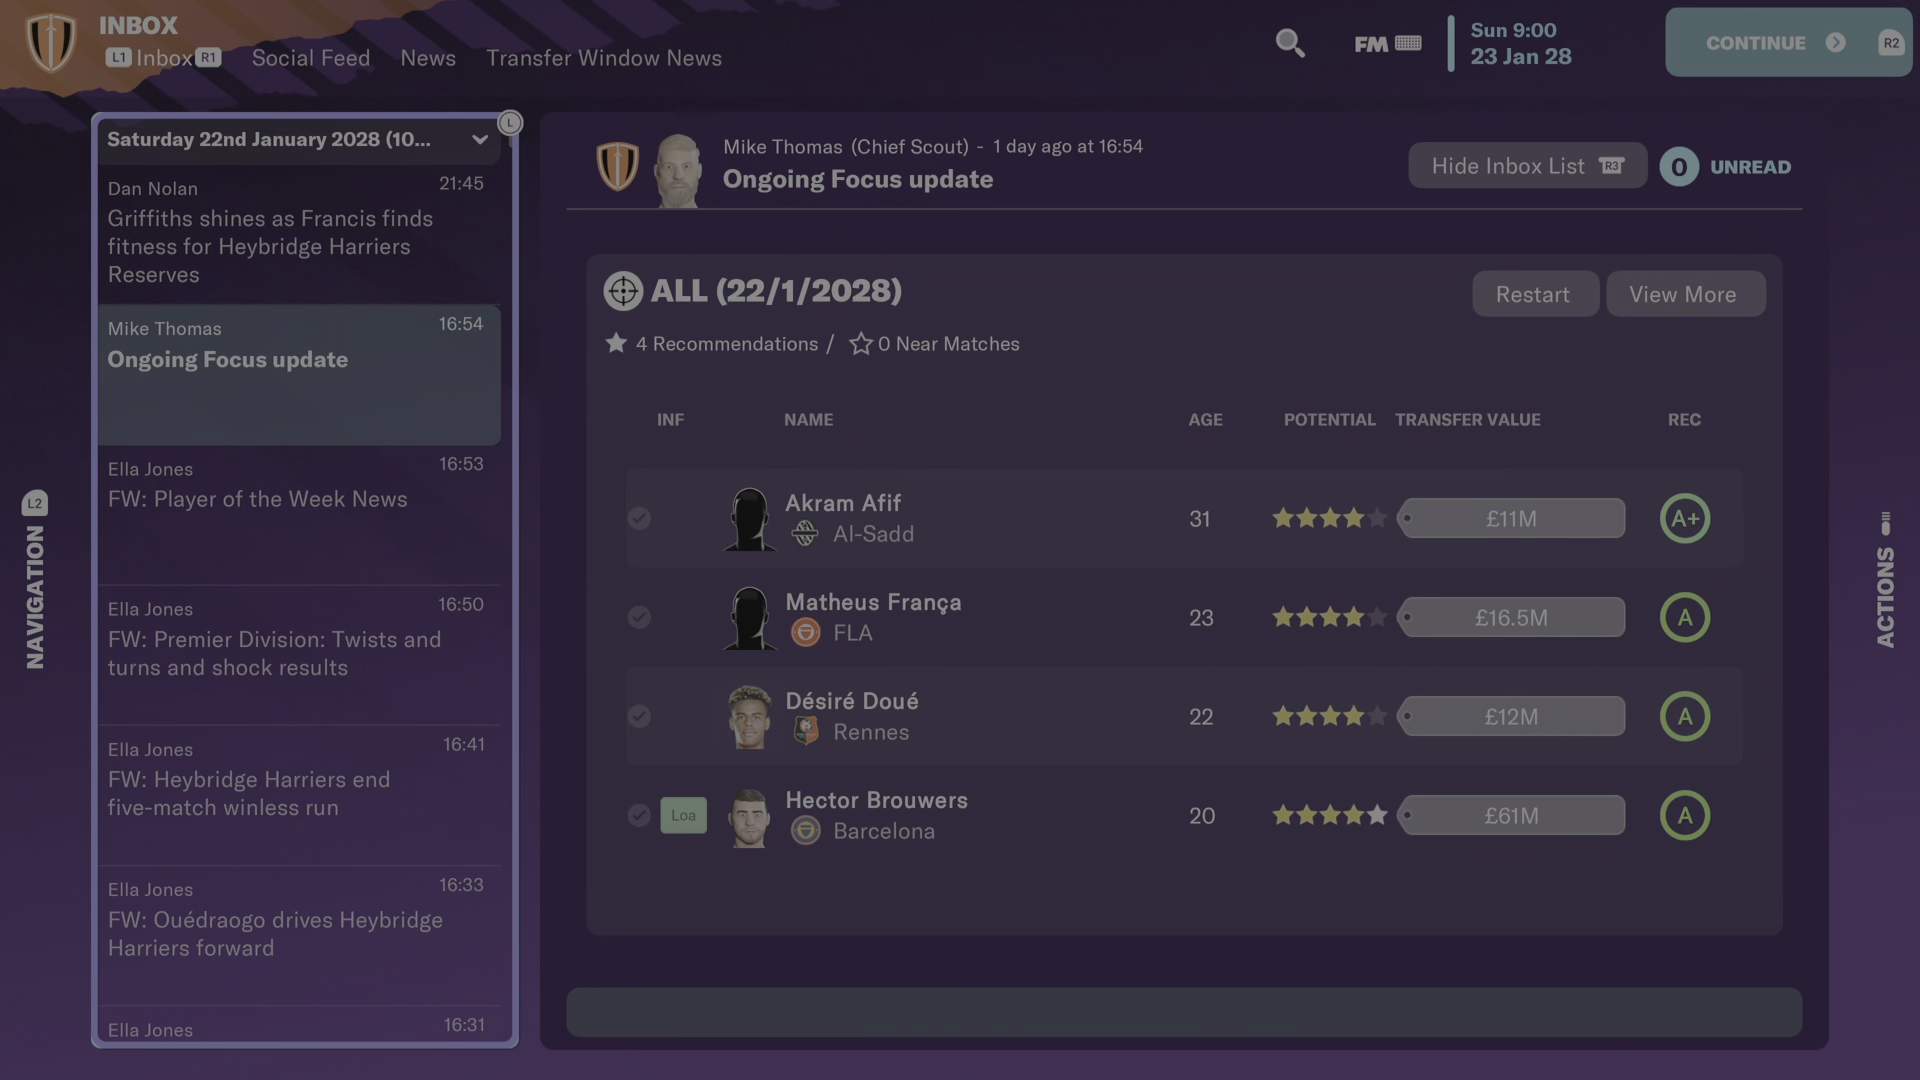 INBOX
L1 Inbox R1 Social Feed News Transfer Window News
FM
Sun 9:00
23 Jan 28
CONTINUE R2
L
Saturday 22nd January 2028 (10...
Dan Nolan 21:45
Griffiths shines as Francis finds
fitness for Heybridge Harriers
Reserves
Mike Thomas 16:54
Ongoing Focus update
Ella Jones 16:53
FW: Player of the Week News
Ella Jones 16:50
FW: Premier Division: Twists and
turns and shock results
Ella Jones 16:41
FW: Heybridge Harriers end
five-match winless run
Ella Jones 16:33
FW: Ouédraogo drives Heybridge
Harriers forward
Ella Jones 16:31
L2
NAVIGATION
Mike Thomas (Chief Scout) - 1 day ago at 16:54
Ongoing Focus update
Hide Inbox List R3 0 UNREAD
ALL (22/1/2028)
Restart View More
4 Recommendations / 0 Near Matches
INF NAME AGE POTENTIAL TRANSFER VALUE REC
Akram Afif
Al-Sadd
31 £11M A+
Matheus França
FLA
23 £16.5M A
Désiré Doué
Rennes
22 £12M A
Loa
Hector Brouwers
Barcelona
20 £61M A
ACTIONS